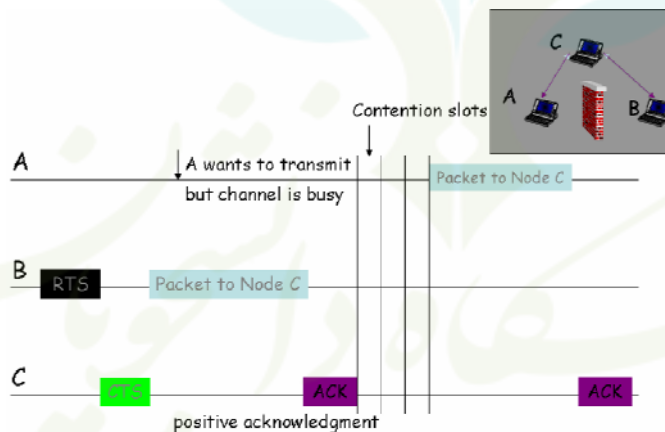 C
A
B
Contention slots
A
A wants to transmit
but channel is busy
Packet to Node C
B
RTS
Packet to Node C
C
CTS
ACK
ACK
positive acknowledgment